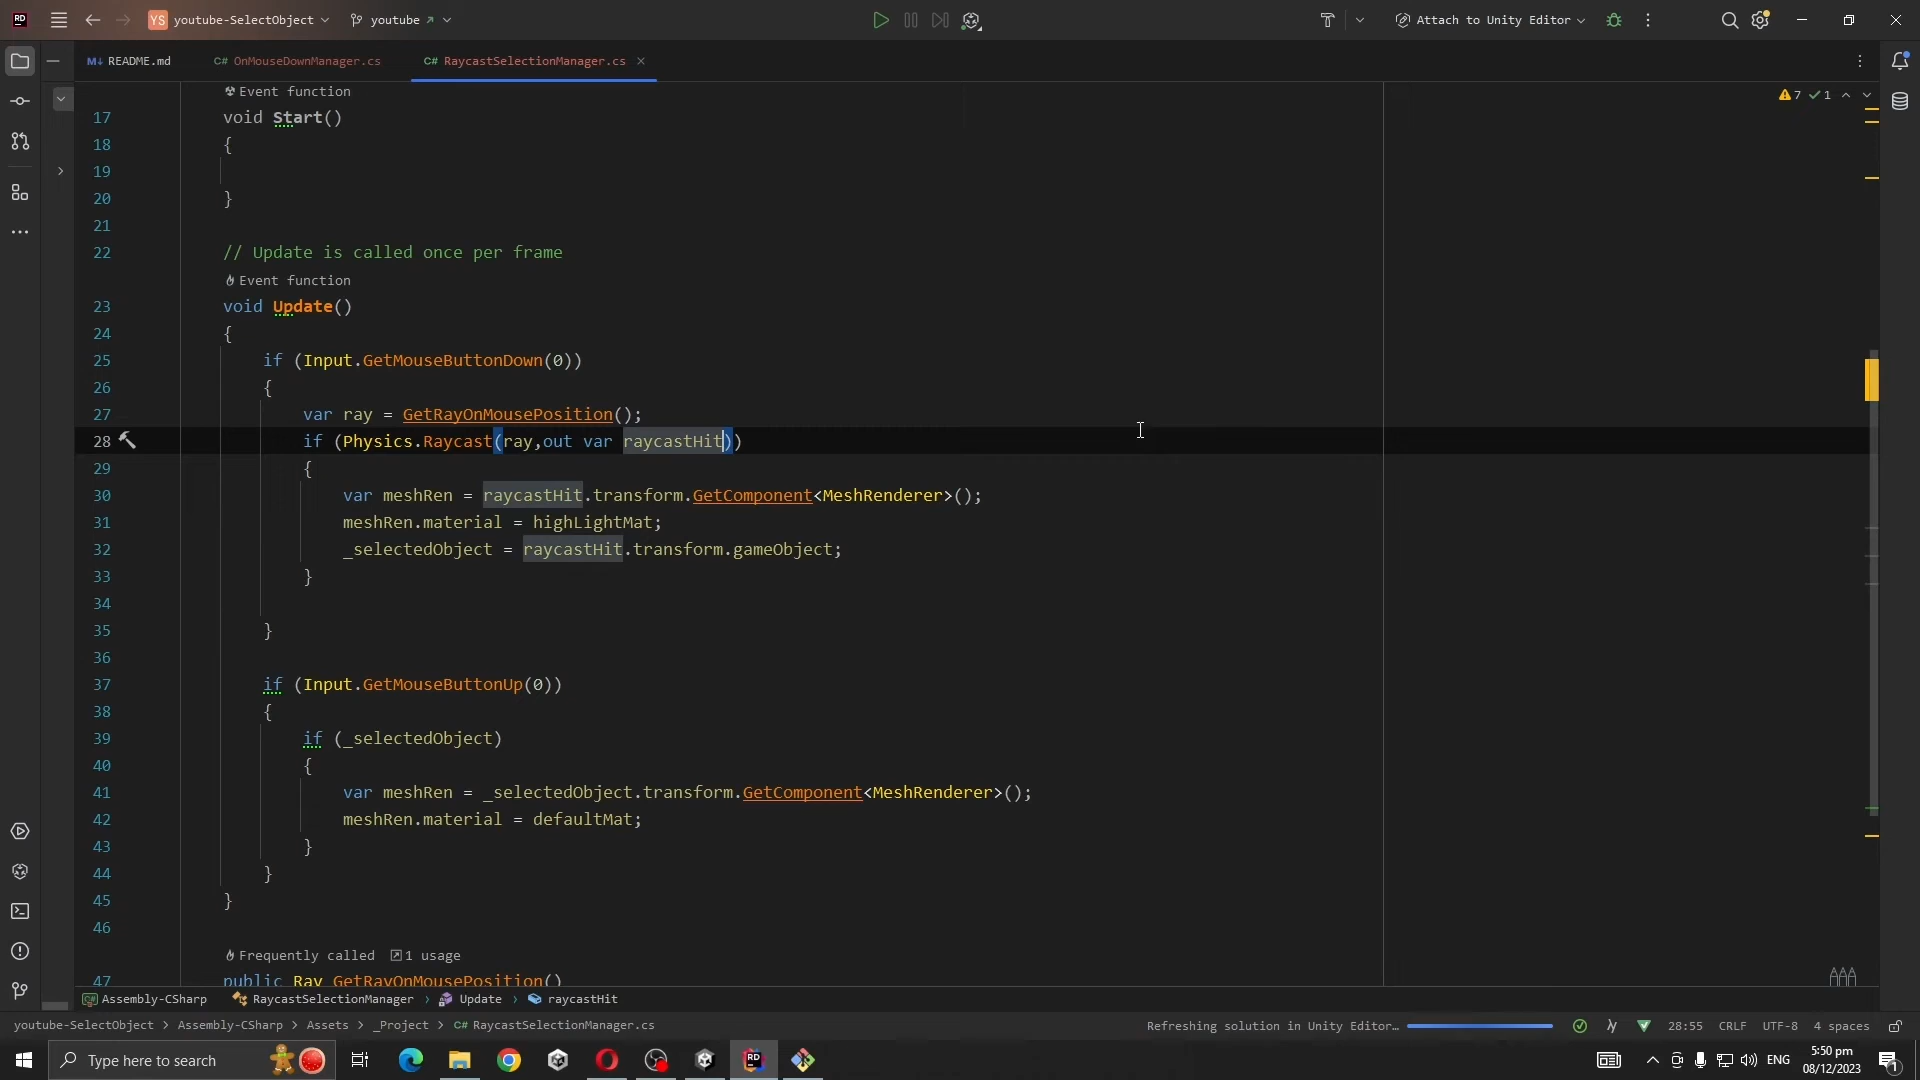 RD YS youtube-SelectObject youtube Attach to Unity Editor
M↓ README.md C# OnMouseDownManager.cs C# RaycastSelectionManager.cs
7 1
Event function
17 void Start()
18 {
19
20 }
21
22 // Update is called once per frame
Event function
23 void Update()
24 {
25 if (Input.GetMouseButtonDown(0))
26 {
27 var ray = GetRayOnMousePosition();
28 if (Physics.Raycast(ray,out var raycastHit))
29 {
30 var meshRen = raycastHit.transform.GetComponent<MeshRenderer>();
31 meshRen.material = highLightMat;
32 _selectedObject = raycastHit.transform.gameObject;
33 }
34
35 }
36
37 if (Input.GetMouseButtonUp(0))
38 {
39 if (_selectedObject)
40 {
41 var meshRen = _selectedObject.transform.GetComponent<MeshRenderer>();
42 meshRen.material = defaultMat;
43 }
44 }
45 }
46
Frequently called 1 usage
47 public Ray GetRayOnMousePosition()
C# Assembly-CSharp RaycastSelectionManager › Update › raycastHit
youtube-SelectObject > Assembly-CSharp > Assets > _Project > C# RaycastSelectionManager.cs Refreshing solution in Unity Editor… 28:55 CRLF UTF-8 4 spaces
Type here to search RD ENG 5:50 pm
08/12/2023 1